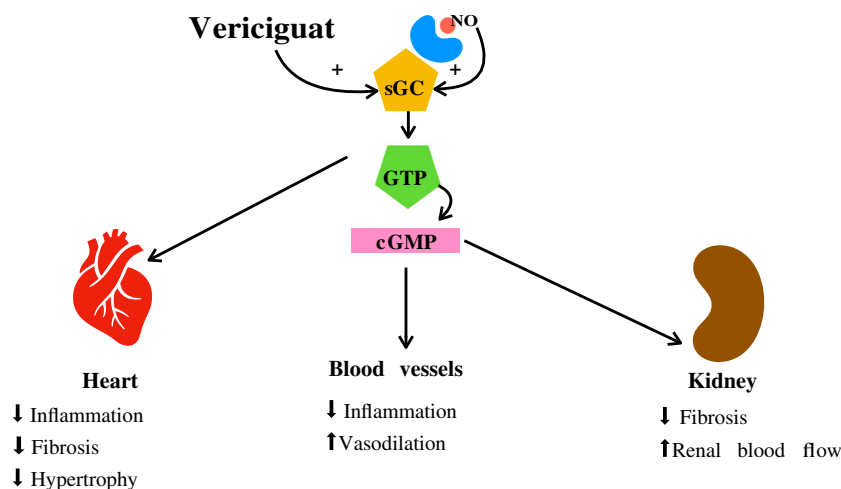 Vericiguat
NO
+
+
sGC
GTP
cGMP
Heart
⬇ Inflammation
⬇ Fibrosis
⬇ Hypertrophy
Blood vessels
⬇ Inflammation
⬆Vasodilation
Kidney
⬇ Fibrosis
⬆Renal blood flow